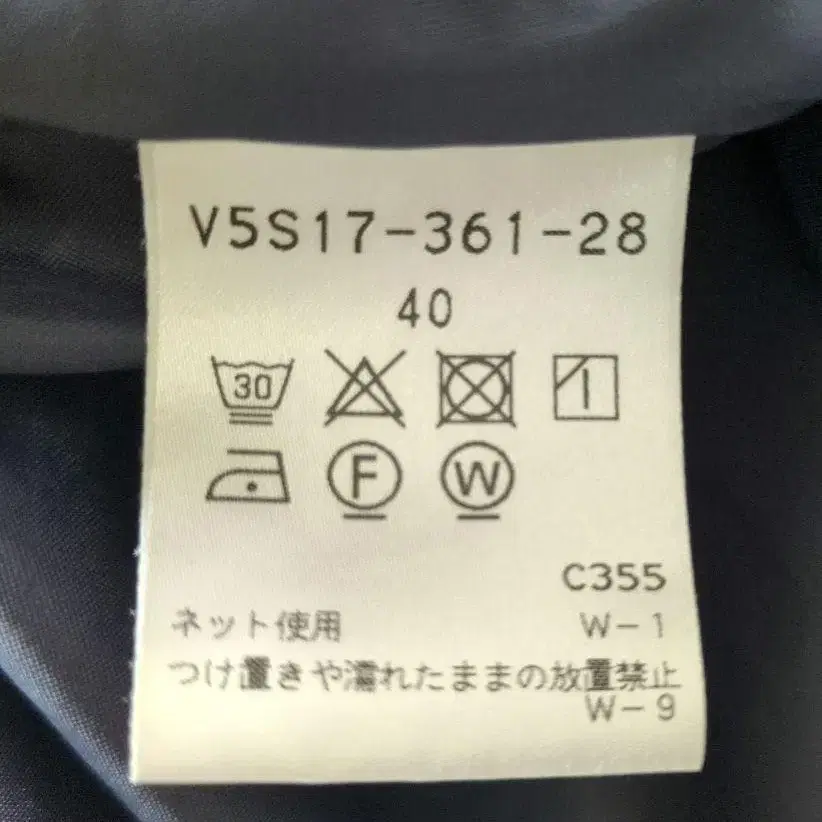 V5S17-361-28
40
30
F W
C355
ネット使用 W-1
つけ置きや濡れたままの放置禁止
W-9